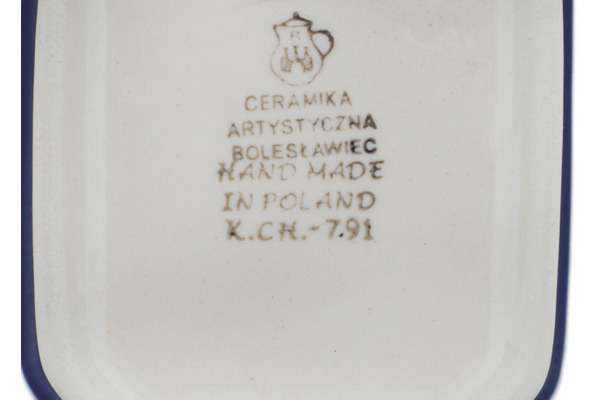 B
CERAMIKA
ARTYSTYCZNA
BOLESŁAWIEC
HAND MADE
IN POLAND
X.CH.-7.91